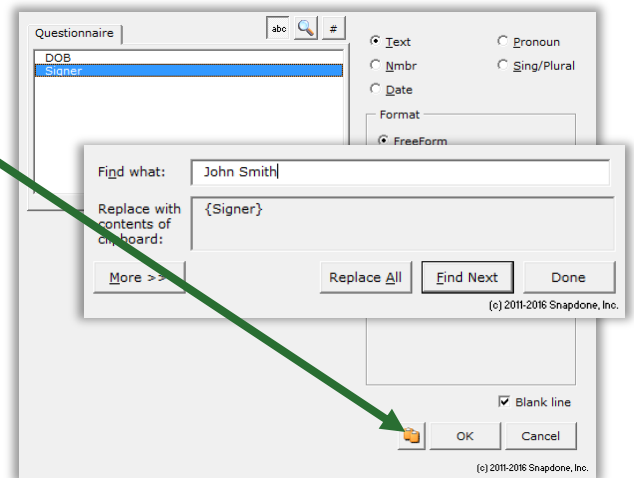 Questionnaire
abc
#
DOB
Signer
Text
Pronoun
Nmbr
Sing/Plural
Date
Format
FreeForm
Find what:
John Smith
Replace with
contents of
clipboard:
{Signer}
More >>
Replace All
Find Next
Done
(c) 2011-2016 Snapdone, Inc.
Blank line
OK
Cancel
(c) 2011-2016 Snapdone, Inc.